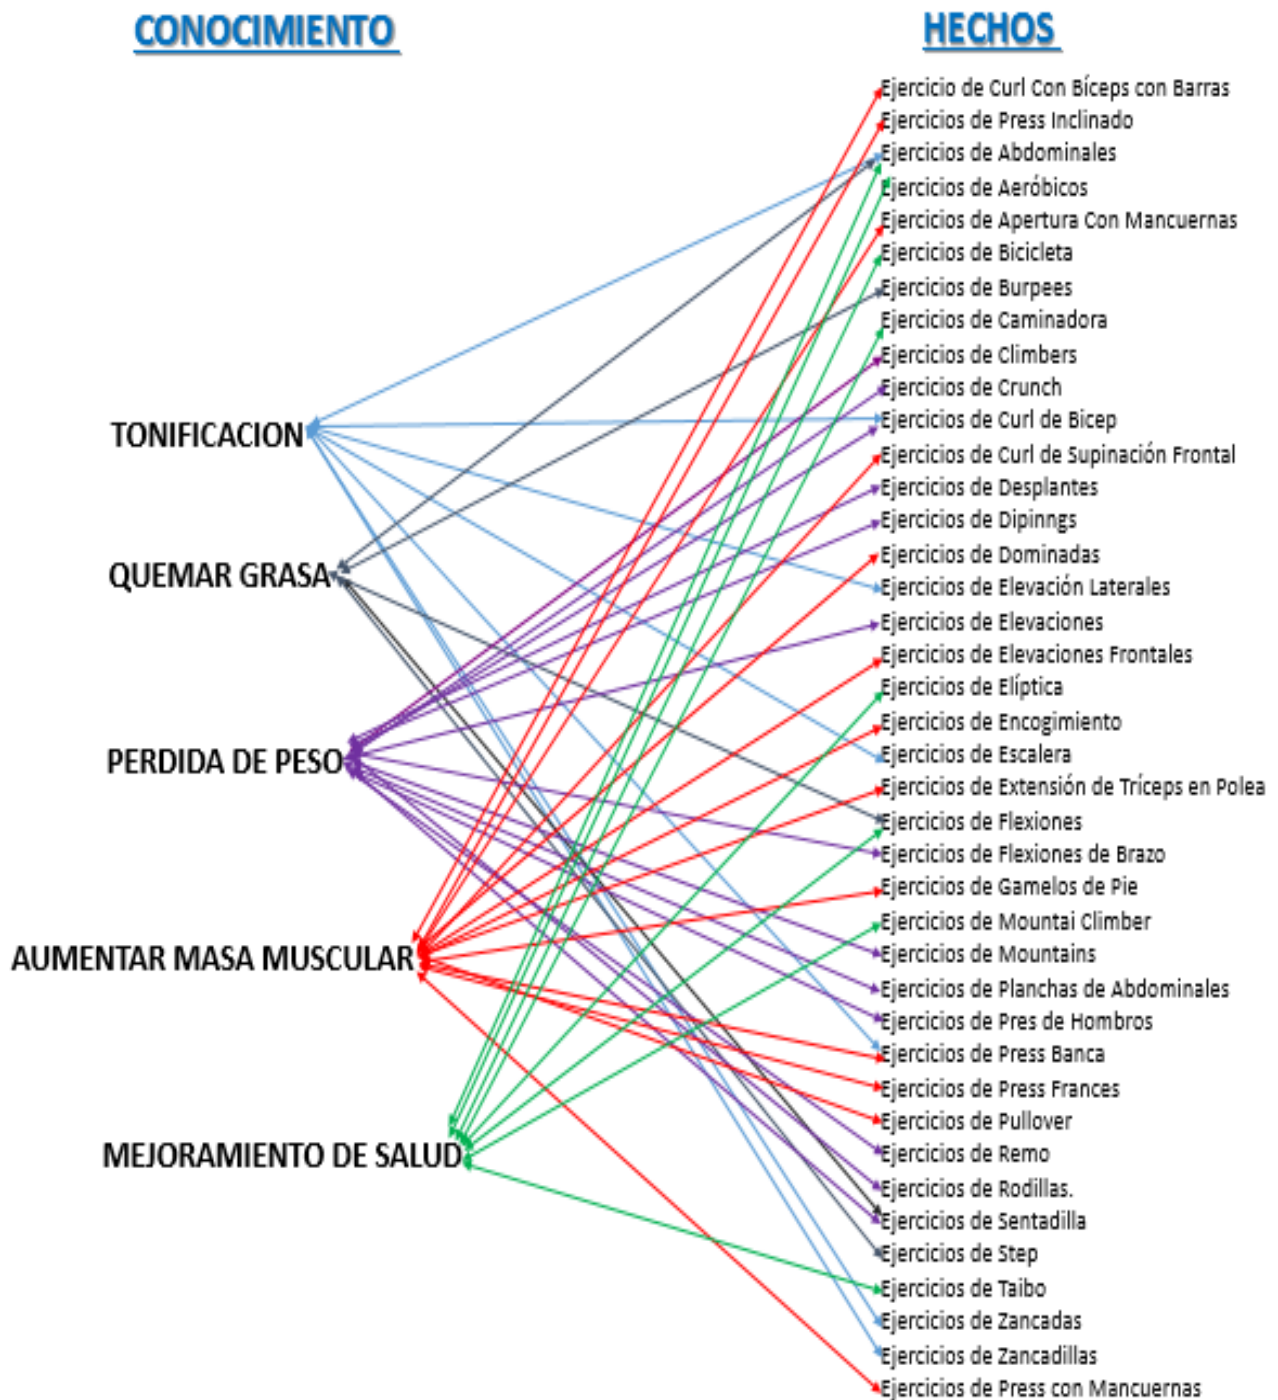 CONOCIMIENTO
HECHOS
Ejercicio de Curl Con Bíceps con Barras
Ejercicios de Press Inclinado
Ejercicios de Abdominales
Ejercicios de Aeróbicos
Ejercicios de Apertura Con Mancuernas
Ejercicios de Bicicleta
Ejercicios de Burpees
Ejercicios de Caminadora
Ejercicios de Climbers
Ejercicios de Crunch
Ejercicios de Curl de Bicep
Ejercicios de Curl de Supinación Frontal
Ejercicios de Desplantes
Ejercicios de Dipinngs
Ejercicios de Dominadas
Ejercicios de Elevación Laterales
Ejercicios de Elevaciones
Ejercicios de Elevaciones Frontales
Ejercicios de Elíptica
Ejercicios de Encogimiento
Ejercicios de Escalera
Ejercicios de Extensión de Tríceps en Polea
Ejercicios de Flexiones
Ejercicios de Flexiones de Brazo
Ejercicios de Gamelos de Pie
Ejercicios de Mountai Climber
Ejercicios de Mountains
Ejercicios de Planchas de Abdominales
Ejercicios de Pres de Hombros
Ejercicios de Press Banca
Ejercicios de Press Frances
Ejercicios de Pullover
Ejercicios de Remo
Ejercicios de Rodillas.
Ejercicios de Sentadilla
Ejercicios de Step
Ejercicios de Taibo
Ejercicios de Zancadas
Ejercicios de Zancadillas
Ejercicios de Press con Mancuernas
TONIFICACION
QUEMAR GRASA
PERDIDA DE PESO
AUMENTAR MASA MUSCULAR
MEJORAMIENTO DE SALUD